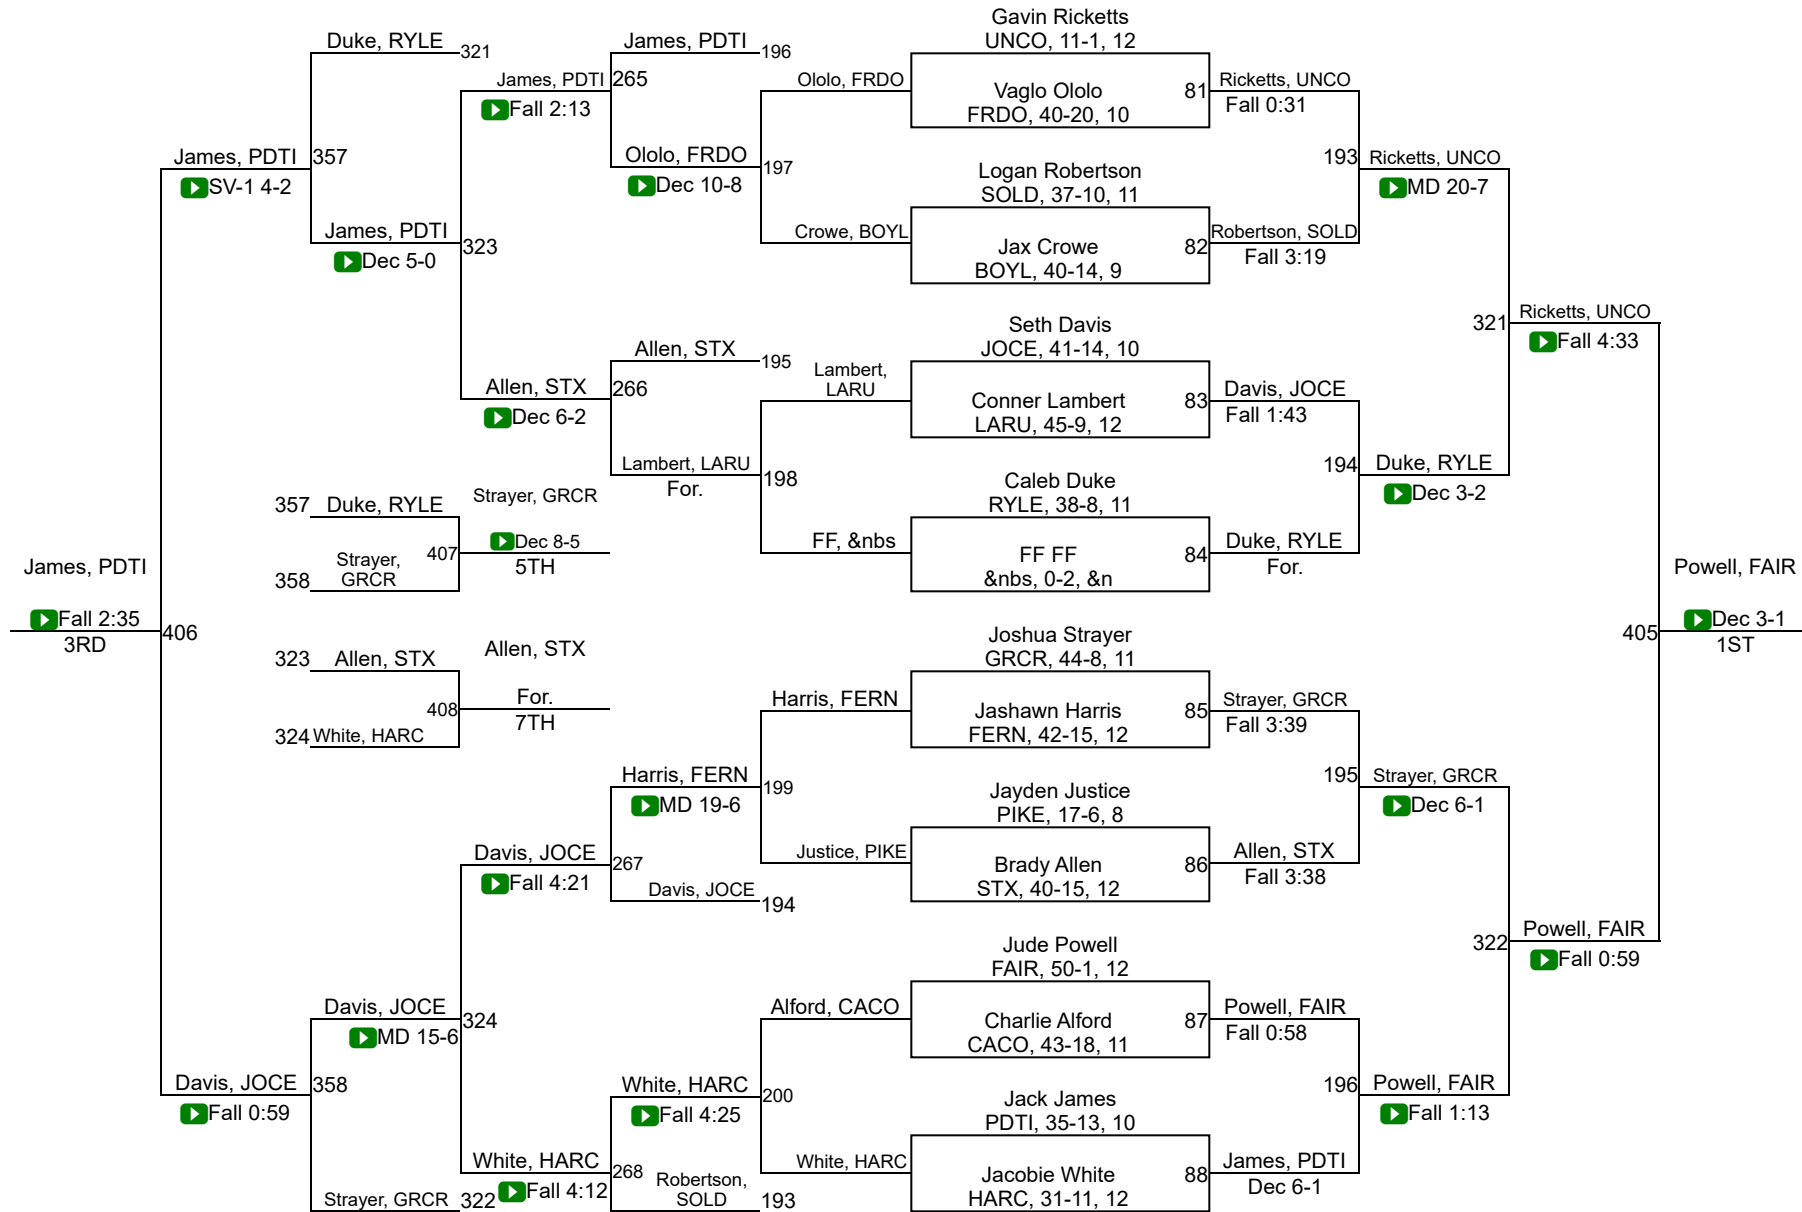 Gavin Ricketts
UNCO, 11-1, 12
Duke, RYLE
321
James, PDTI
196
James, PDTI
265
Fall 2:13
Ololo, FRDO
Vaglo Ololo
FRDO, 40-20, 10
81
Ricketts, UNCO
Fall 0:31
James, PDTI
357
SV-1 4-2
Ololo, FRDO
197
Dec 10-8
Logan Robertson
SOLD, 37-10, 11
193
Ricketts, UNCO
MD 20-7
James, PDTI
323
Dec 5-0
Crowe, BOYL
Jax Crowe
BOYL, 40-14, 9
82
Robertson, SOLD
Fall 3:19
321
Ricketts, UNCO
Fall 4:33
Seth Davis
JOCE, 41-14, 10
Allen, STX
195
Allen, STX
266
Dec 6-2
Lambert,
LARU
Conner Lambert
LARU, 45-9, 12
83
Davis, JOCE
Fall 1:43
Lambert, LARU
198
For.
Caleb Duke
RYLE, 38-8, 11
194
Duke, RYLE
Dec 3-2
357
Duke, RYLE
Strayer, GRCR
407
Dec 8-5
5TH
358
Strayer,
GRCR
FF, &nbs
FF FF
&nbs, 0-2, &n
84
Duke, RYLE
For.
James, PDTI
Fall 2:35
3RD
406
Powell, FAIR
405
Dec 3-1
1ST
323
Allen, STX
Allen, STX
408
For.
7TH
324
White, HARC
Joshua Strayer
GRCR, 44-8, 11
Harris, FERN
Jashawn Harris
FERN, 42-15, 12
85
Strayer, GRCR
Fall 3:39
Harris, FERN
199
MD 19-6
Jayden Justice
PIKE, 17-6, 8
195
Strayer, GRCR
Dec 6-1
Davis, JOCE
267
Fall 4:21
Davis, JOCE
194
Justice, PIKE
Brady Allen
STX, 40-15, 12
86
Allen, STX
Fall 3:38
322
Powell, FAIR
Fall 0:59
Jude Powell
FAIR, 50-1, 12
Davis, JOCE
324
MD 15-6
Alford, CACO
Charlie Alford
CACO, 43-18, 11
87
Powell, FAIR
Fall 0:58
Davis, JOCE
358
Fall 0:59
White, HARC
200
Fall 4:25
Jack James
PDTI, 35-13, 10
196
Powell, FAIR
Fall 1:13
White, HARC
268
Fall 4:12
Strayer, GRCR
322
Robertson,
SOLD
193
White, HARC
Jacobie White
HARC, 31-11, 12
88
James, PDTI
Dec 6-1